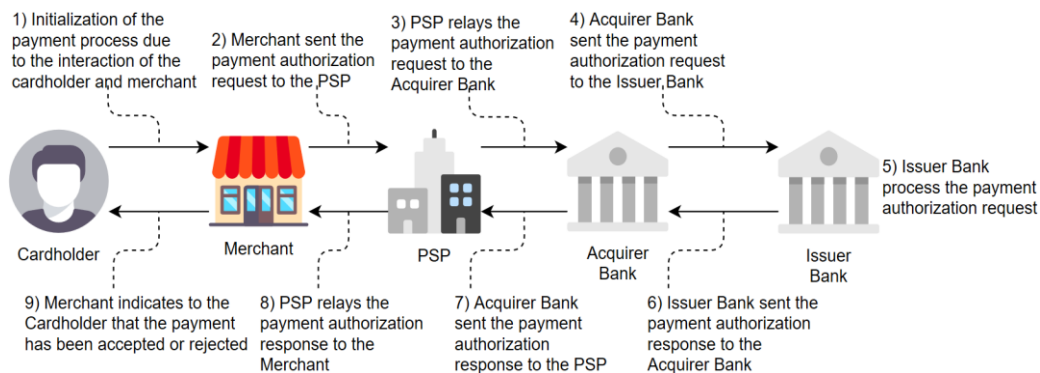 1) Initialization of the
payment process due
to the interaction of the
cardholder and merchant
2) Merchant sent the
payment authorization
request to the PSP
3) PSP relays the
payment authorization
request to the
Acquirer Bank
4) Acquirer Bank
sent the payment
authorization request
to the Issuer Bank
5) Issuer Bank
process the payment
authorization request
Cardholder
Merchant
PSP
Acquirer
Bank
Issuer
Bank
9) Merchant indicates to the
Cardholder that the payment
has been accepted or rejected
8) PSP relays the
payment authorization
response to the
Merchant
7) Acquirer Bank
sent the payment
authorization
response to the PSP
6) Issuer Bank sent the
payment authorization
response to the
Acquirer Bank